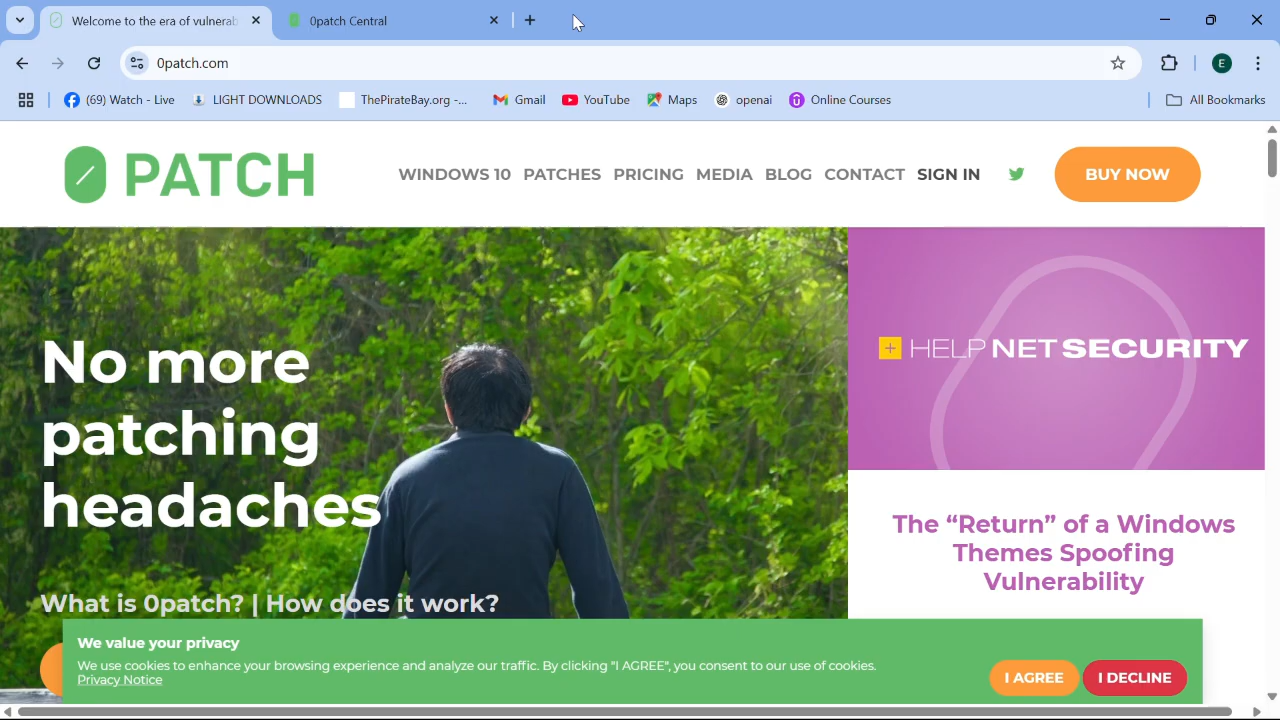 Welcome to the era of vulnerab
0patch Central
0patch.com
E
(69) Watch - Live
LIGHT DOWNLOADS
ThePirateBay.org -...
Gmail
YouTube
Maps
openai
Online Courses
All Bookmarks
0 PATCH
WINDOWS 10
PATCHES
PRICING
MEDIA
BLOG
CONTACT
SIGN IN
BUY NOW
No more
patching
headaches
What is 0patch? | How does it work?
HELP NET SECURITY
The “Return” of a Windows
Themes Spoofing
Vulnerability
We value your privacy
We use cookies to enhance your browsing experience and analyze our traffic. By clicking "I AGREE", you consent to our use of cookies.
Privacy Notice
I AGREE
I DECLINE